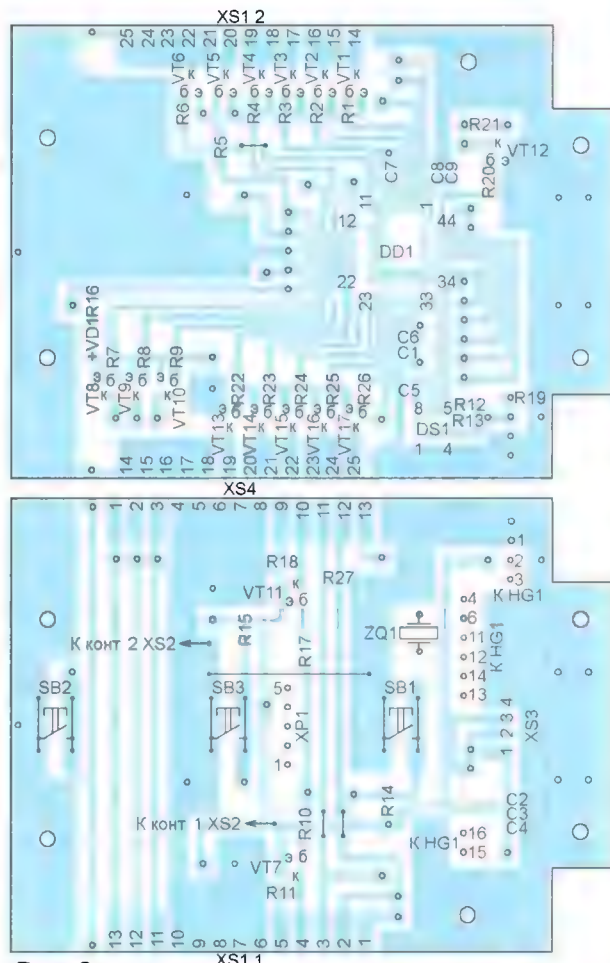 XS1.2
25
24
23
22
21
20
19
18
17
16
15
14
VT6 к
VT5 к
VT4 к
VT3 к
VT2 к
VT1 к
б э
б э
б э
б э
б э
б э
R6
R4
R3
R2
R1
R5
C7
C8
C9
R21
к
э
б
VT12
R20
11
12
1
44
DD1
22
23
33
34
+VD1
R16
C6
C1
C5
R7
R8
R9
VT8
э
к
VT9
э
к
VT10
э
к
R22
R23
R24
R25
R26
VT13
э
к
VT14
э
к
VT15
э
к
VT16
э
к
VT17
э
к
8
5
R12
R13
R19
DS1
1
4
14
15
16
17
18
19
20
21
22
23
24
25
XS4
1
2
3
4
5
6
7
8
9
10
11
12
13
R18
к
VT11
э б
R27
1
2
3
К HG1
ZQ1
R15
R17
К конт 2 XS2
4
6
11
12
14
13
К HG1
SB2
SB3
SB1
5
XP1
1
1 2 3 4
XS3
К конт 1 XS2
R10
R14
C2
C3
C4
К HG1
16
15
VT7
э б
к
R11
13
12
11
10
9
8
7
6
5
4
3
2
1
XS1.1